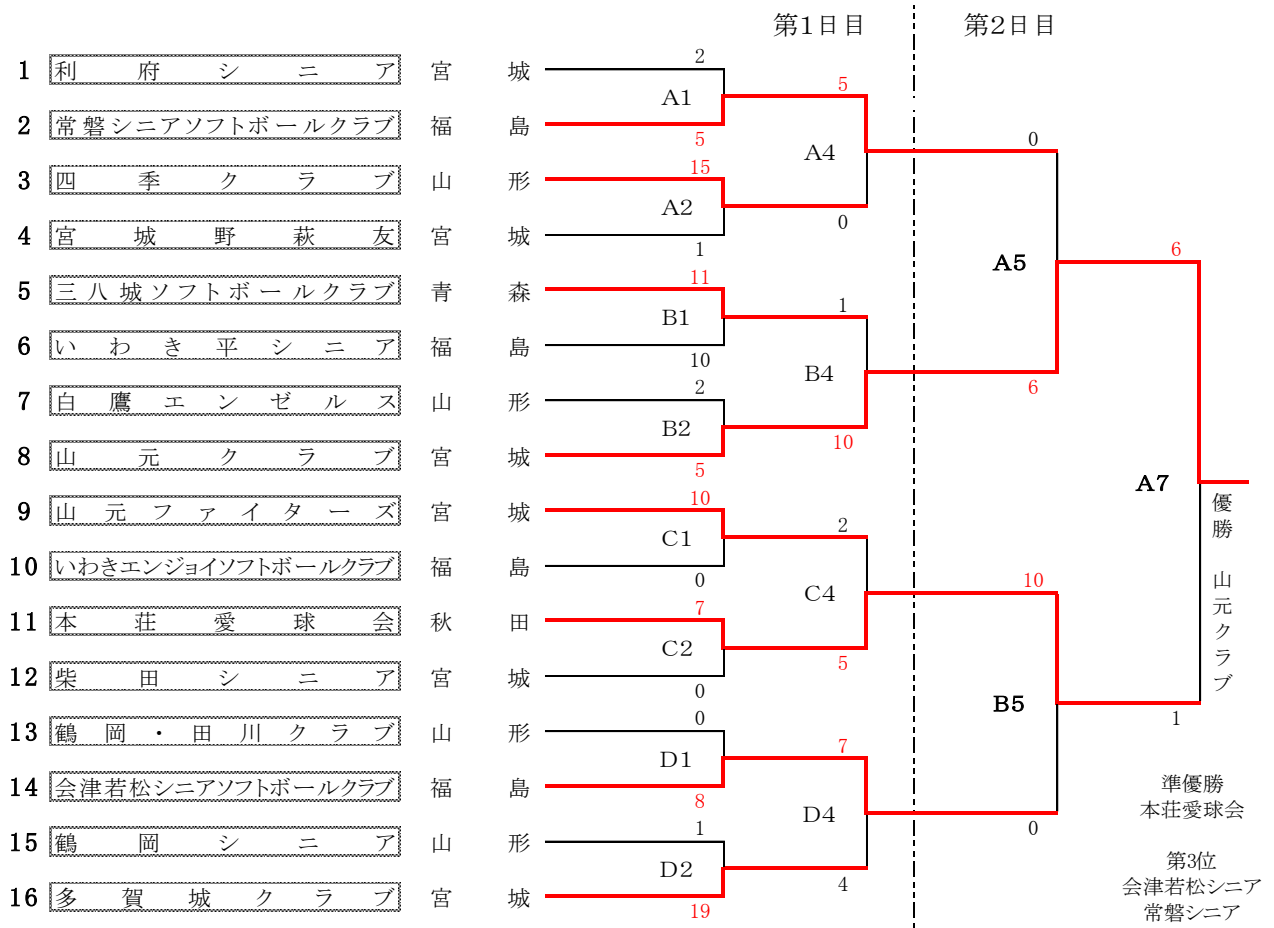 第1日目
第2日目
1 利府シニア 宮城
2
A1
5
2 常磐シニアソフトボールクラブ 福島
5
A4
0
3 四季クラブ 山形
15
A2
0
4 宮城野萩友 宮城
1
A5
6
5 三八城ソフトボールクラブ 青森
11
B1
1
6 いわき平シニア 福島
10
B4
6
7 白鷹エンゼルス 山形
2
B2
10
8 山元クラブ 宮城
5
A7
9 山元ファイターズ 宮城
10
C1
2
10 いわきエンジョイソフトボールクラブ 福島
0
C4
10
11 本荘愛球会 秋田
7
C2
5
12 柴田シニア 宮城
0
B5
1
13 鶴岡・田川クラブ 山形
0
D1
7
14 会津若松シニアソフトボールクラブ 福島
8
D4
0
15 鶴岡シニア 山形
1
D2
4
16 多賀城クラブ 宮城
19
優勝 山元クラブ
準優勝
本荘愛球会
第3位
会津若松シニア
常磐シニア